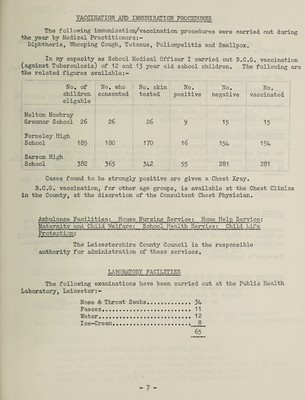 VACCINATION AND IMMUNISATION PROCEDURES
The following immunisation/vaccination procedures were carried out during
the year by Medical Practitioners:-
Diphtheria, Whooping Cough, Tetanus, Poliomyelitis and Smallpox.
In my capacity as School Medical Officer I carried out B.C.G. vaccination
(against Tuberculosis) of 12 and 13 year old school children. The following are
the related figures available:-
No. of children eligable No. who consented No. skin tested No. positive No. negative No. vaccinated
Melton Mowbray
Grammar School 26 26 26 9 15 15
Ferneley High
School 185 180 170 16 154 154
Sarson High
School 382 365 342 55 281 281
Cases found to be strongly positive are given a Chest Xray.
B.C.G. vaccination, for other age groups, is available at the Chest Clinics
in the County, at the discretion of the Consultant Chest Physician.
Ambulance Facilities: House Nursing Service: Home Help Service:
Maternity and Child Welfare: School Health Service: Child Life
Protection:
The Leicestershire County Council is the responsible
authority for administration of these services.
LABORATORY FACILITIES
The following examinations have been carried out at the Public Health
Laboratory, Leicester:-
Nose & Throat Swabs............ 34
Faeces......................... 11
Water.......................... 12
Ice-Cream...................... 8
65
- 7 -